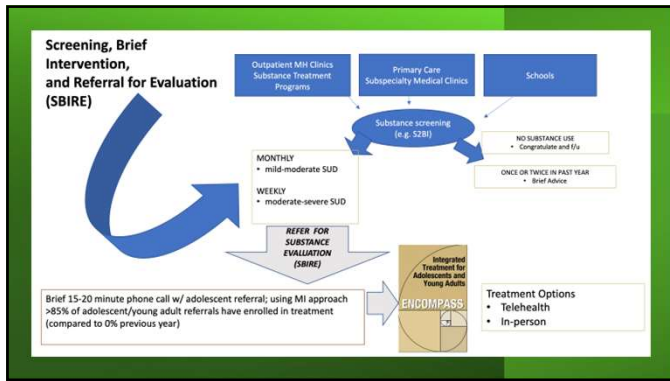 Screening, Brief
Intervention,
and Referral for Evaluation
(SBIRE)
Outpatient MH Clinics
Substance Treatment
Programs
Primary Care
Subspecialty Medical Clinics
Schools
Substance screening
(e.g. S2BI)
NO SUBSTANCE USE
• Congratulate and f/u
ONCE OR TWICE IN PAST YEAR
• Brief Advice
MONTHLY
• mild-moderate SUD
WEEKLY
• moderate-severe SUD
REFER FOR
SUBSTANCE
EVALUATION
(SBIRE)
Brief 15-20 minute phone call w/ adolescent referral; using MI approach
>85% of adolescent/young adult referrals have enrolled in treatment
(compared to 0% previous year)
Integrated
Treatment for
Adolescents and
Young Adults
ENCOMPASS
Treatment Options
• Telehealth
• In-person